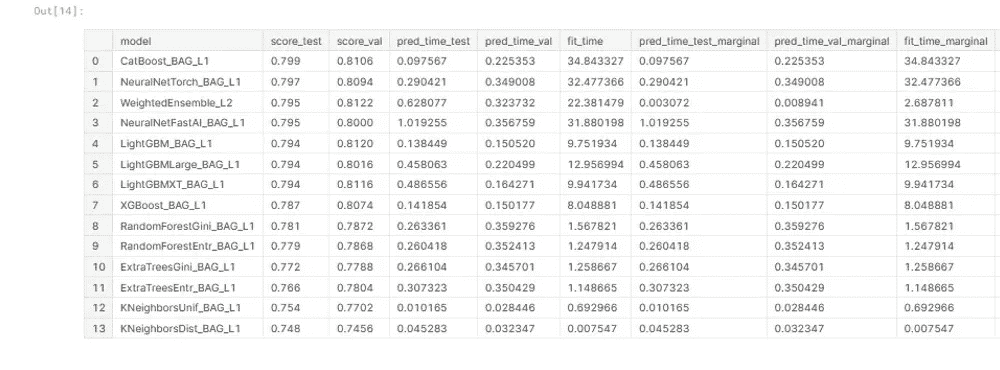 Out[14]:
model score_test score_val pred_time_test pred_time_val fit_time pred_time_test_marginal pred_time_val_marginal fit_time_marginal
0 CatBoost_BAG_L1 0.799 0.8106 0.097567 0.225353 34.843327 0.097567 0.225353 34.843327
1 NeuralNetTorch_BAG_L1 0.797 0.8094 0.290421 0.349008 32.477366 0.290421 0.349008 32.477366
2 WeightedEnsemble_L2 0.795 0.8122 0.628077 0.323732 22.381479 0.003072 0.008941 2.687811
3 NeuralNetFastAI_BAG_L1 0.795 0.8000 1.019255 0.356759 31.880198 1.019255 0.356759 31.880198
4 LightGBM_BAG_L1 0.794 0.8120 0.138449 0.150520 9.751934 0.138449 0.150520 9.751934
5 LightGBMLarge_BAG_L1 0.794 0.8016 0.458063 0.220499 12.956994 0.458063 0.220499 12.956994
6 LightGBMXT_BAG_L1 0.794 0.8116 0.486556 0.164271 9.941734 0.486556 0.164271 9.941734
7 XGBoost_BAG_L1 0.787 0.8074 0.141854 0.150177 8.048881 0.141854 0.150177 8.048881
8 RandomForestGini_BAG_L1 0.781 0.7872 0.263361 0.359276 1.567821 0.263361 0.359276 1.567821
9 RandomForestEntr_BAG_L1 0.779 0.7868 0.260418 0.352413 1.247914 0.260418 0.352413 1.247914
10 ExtraTreesGini_BAG_L1 0.772 0.7788 0.266104 0.345701 1.258667 0.266104 0.345701 1.258667
11 ExtraTreesEntr_BAG_L1 0.766 0.7804 0.307323 0.350429 1.148665 0.307323 0.350429 1.148665
12 KNeighborsUnif_BAG_L1 0.754 0.7702 0.010165 0.028446 0.692966 0.010165 0.028446 0.692966
13 KNeighborsDist_BAG_L1 0.748 0.7456 0.045283 0.032347 0.007547 0.045283 0.032347 0.007547